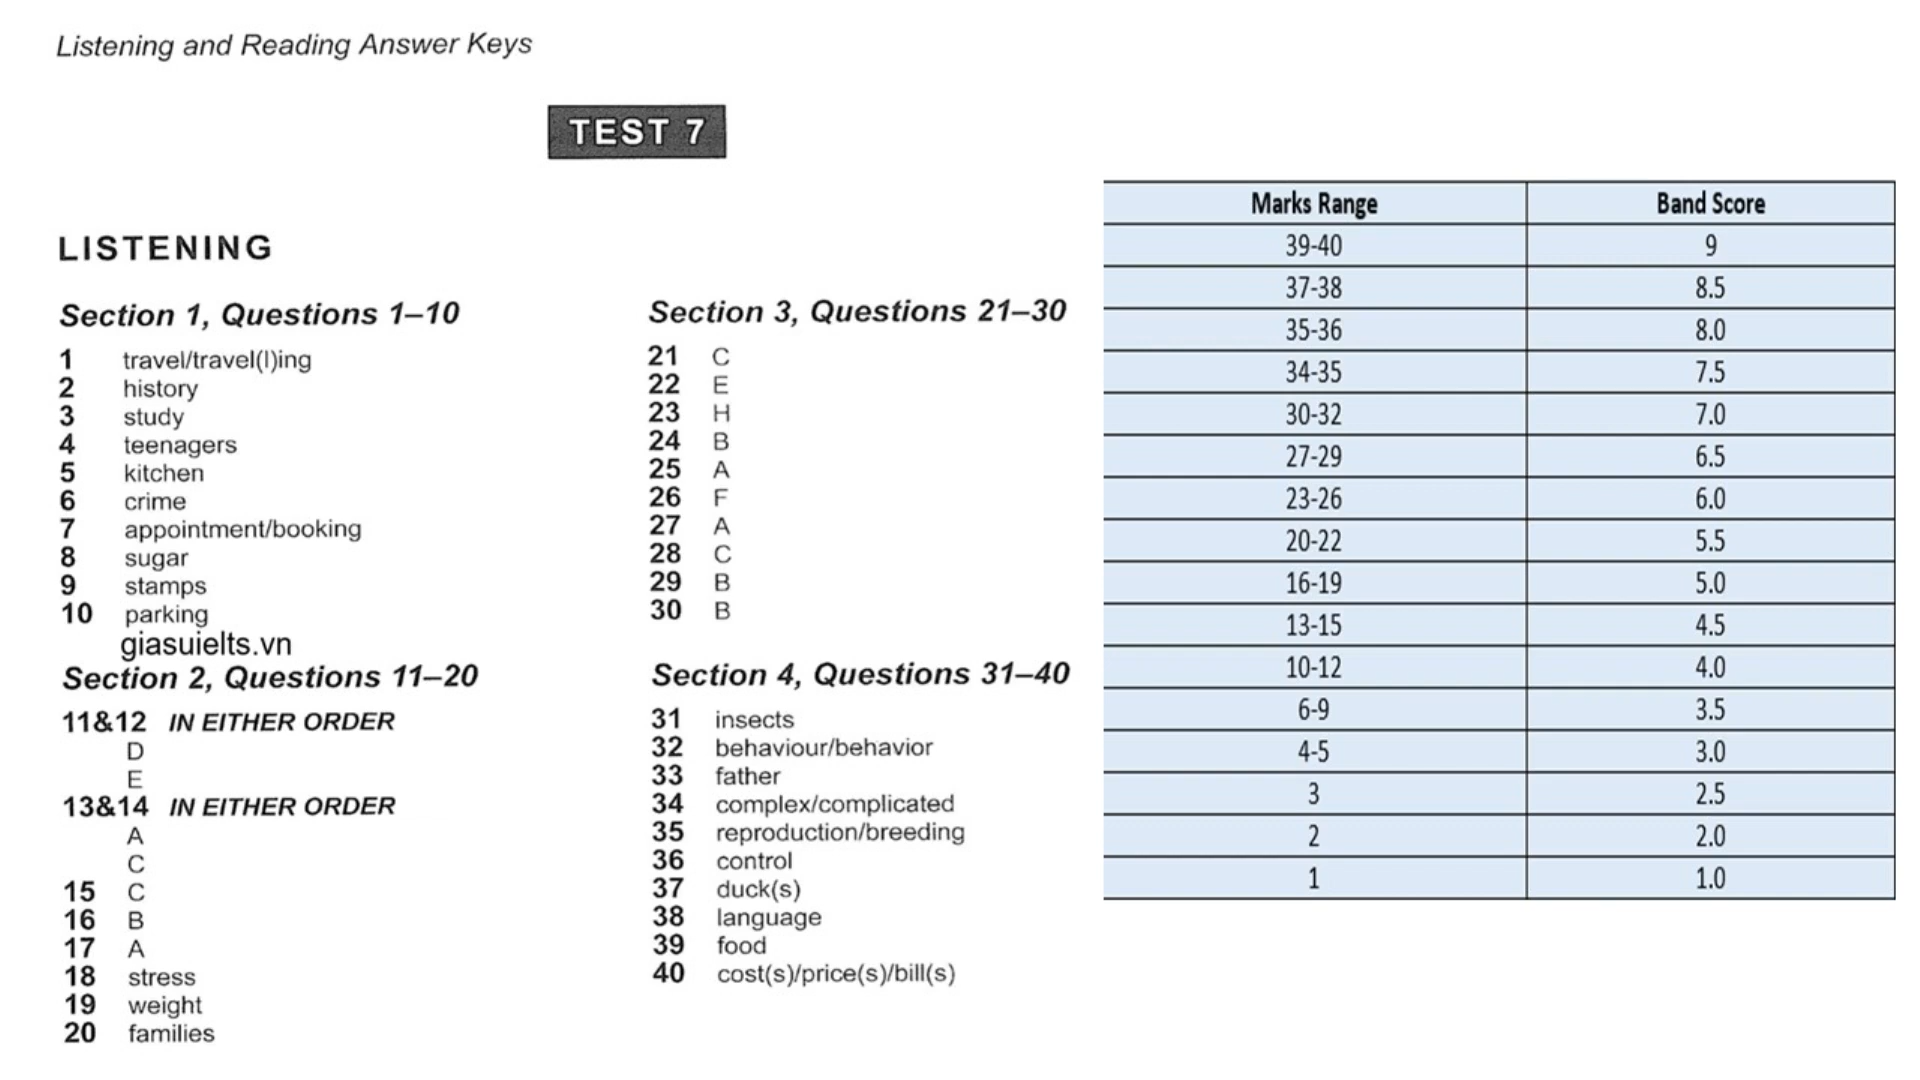 Listening and Reading Answer Keys
TEST 7
LISTENING
Section 1, Questions 1–10
1 travel/travel(l)ing
2 history
3 study
4 teenagers
5 kitchen
6 crime
7 appointment/booking
8 sugar
9 stamps
10 parking
giasuielts.vn
Section 2, Questions 11–20
11&12 IN EITHER ORDER
D
E
13&14 IN EITHER ORDER
A
C
15 C
16 B
17 A
18 stress
19 weight
20 families
Section 3, Questions 21–30
21 C
22 E
23 H
24 B
25 A
26 F
27 A
28 C
29 B
30 B
Section 4, Questions 31–40
31 insects
32 behaviour/behavior
33 father
34 complex/complicated
35 reproduction/breeding
36 control
37 duck(s)
38 language
39 food
40 cost(s)/price(s)/bill(s)
Marks Range Band Score
39-40 9
37-38 8.5
35-36 8.0
34-35 7.5
30-32 7.0
27-29 6.5
23-26 6.0
20-22 5.5
16-19 5.0
13-15 4.5
10-12 4.0
6-9 3.5
4-5 3.0
3 2.5
2 2.0
1 1.0